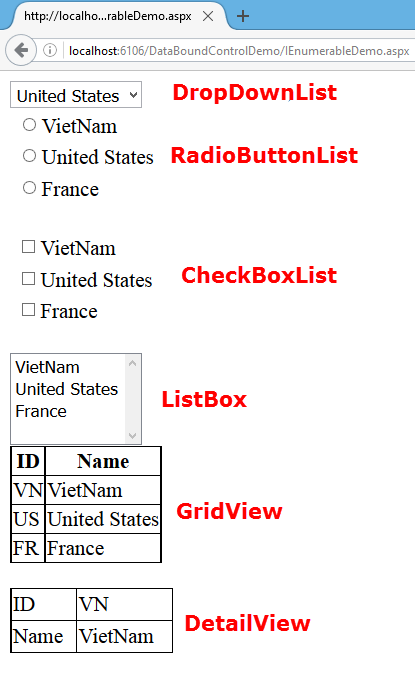 http://localho...rableDemo.aspx
localhost:6106/DataBoundControlDemo/IEnumerableDemo.aspx
United States DropDownList
VietNam
United States RadioButtonList
France
VietNam
United States CheckBoxList
France
VietNam
United States
France
ListBox
ID Name
VN VietNam
US United States GridView
FR France
ID VN
Name VietNam
DetailView